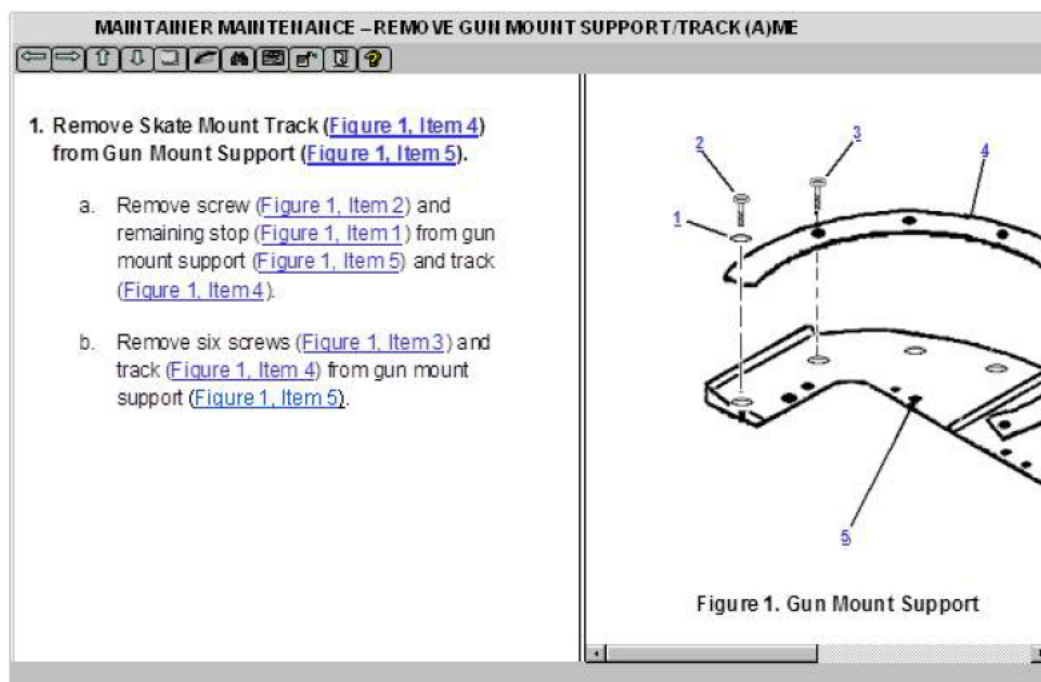 MAINTAINER MAINTENANCE – REMOVE GUN MOUNT SUPPORT/TRACK (A)ME
1. Remove Skate Mount Track (Figure 1, Item 4)
from Gun Mount Support (Figure 1, Item 5).
a. Remove screw (Figure 1, Item 2) and
remaining stop (Figure 1, Item 1) from gun
mount support (Figure 1, Item 5) and track
(Figure 1, Item 4).
b. Remove six screws (Figure 1, Item 3) and
track (Figure 1, Item 4) from gun mount
support (Figure 1, Item 5).
2
3
4
1
5
Figure 1. Gun Mount Support